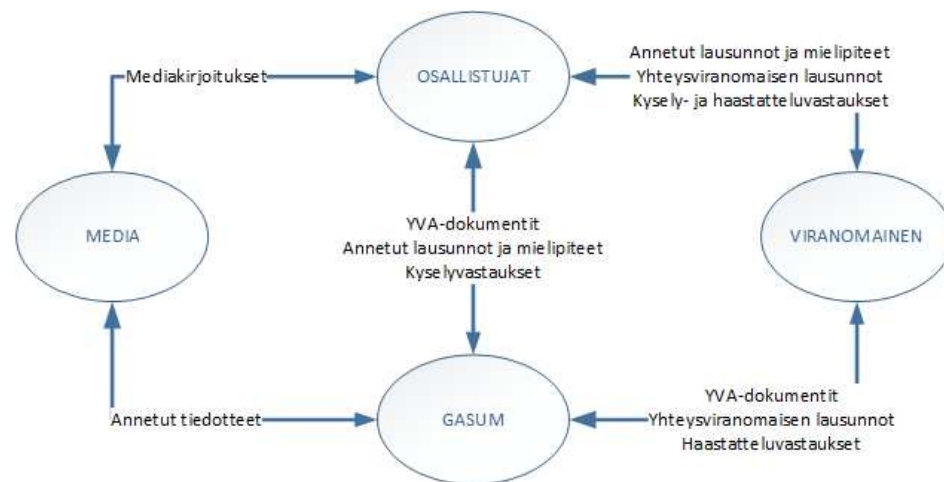 OSALLISTUJAT
Mediakirjoitukset
Annetut lausunnot ja mielipiteet
Yhteysviranomaisen lausunnot
Kysely- ja haastatteluvastaukset
MEDIA
YVA-dokumentit
Annetut lausunnot ja mielipiteet
Kyselyvastaukset
VIRANOMAINEN
Annetut tiedotteet
GASUM
YVA-dokumentit
Yhteysviranomaisen lausunnot
Haastatteluvastaukset